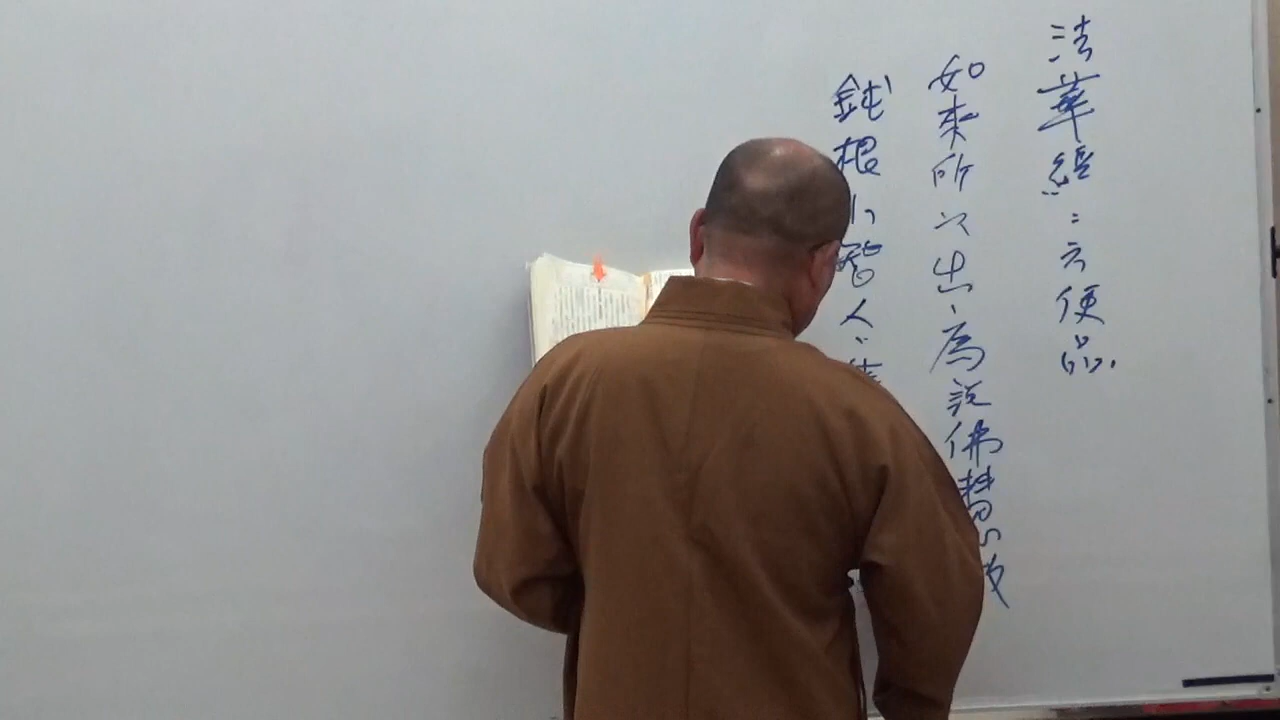 法華經:方便品.
如來所以出,為說佛慧故
鈍根小智人,